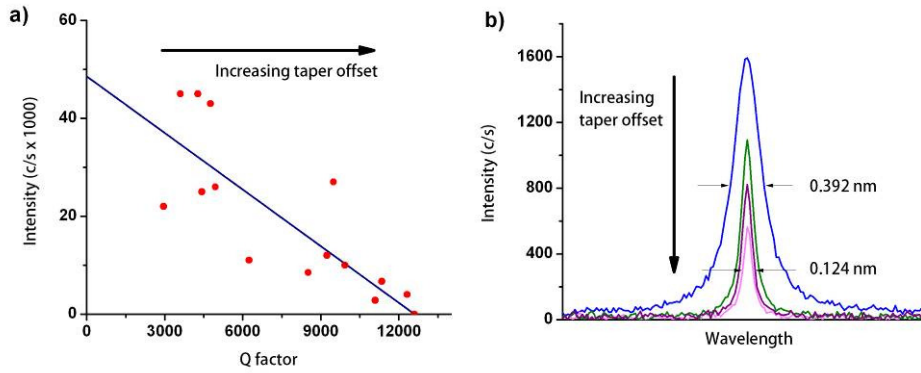 a)
Increasing taper offset
Intensity (c/s x 1000)
60
40
20
0
0 3000 6000 9000 12000
Q factor
b)
Increasing
taper offset
Intensity (c/s)
1600
1200
800
400
0
0.392 nm
0.124 nm
Wavelength